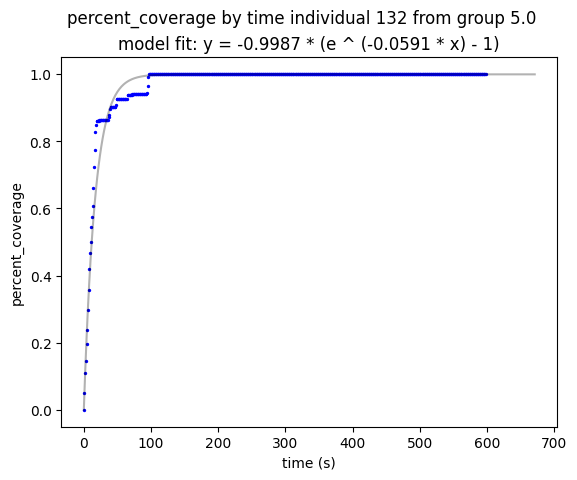 percent_coverage by time individual 132 from group 5.0
model fit: y = -0.9987 * (e ^ (-0.0591 * x) - 1)
percent_coverage
1.0
0.8
0.6
0.4
0.2
0.0
0 100 200 300 400 500 600 700
time (s)